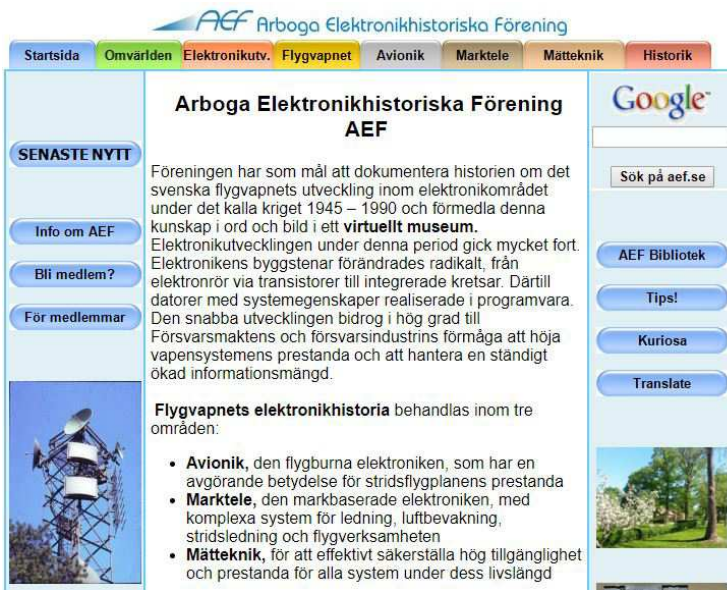 AEF Arboga Elektronikhistoriska Förening
Startsida Omvärlden Elektronikutv. Flygvapnet Avionik Marktele Mätteknik Historik
SENASTE NYTT
Info om AEF
Bli medlem?
För medlemmar
Arboga Elektronikhistoriska Förening
AEF
Föreningen har som mål att dokumentera historien om det
svenska flygvapnets utveckling inom elektronikområdet
under det kalla kriget 1945 – 1990 och förmedla denna
kunskap i ord och bild i ett virtuellt museum.
Elektronikutvecklingen under denna period gick mycket fort.
Elektronikens byggstenar förändrades radikalt, från
elektronrör via transistorer till integrerade kretsar. Därtill
datorer med systemegenskaper realiserade i programvara.
Den snabba utvecklingen bidrog i hög grad till
Försvarsmaktens och försvarsindustrins förmåga att höja
vapensystemens prestanda och att hantera en ständigt
ökad informationsmängd.
Flygvapnets elektronikhistoria behandlas inom tre
områden:
• Avionik, den flygburna elektroniken, som har en
avgörande betydelse för stridsflygplanens prestanda
• Marktele, den markbaserade elektroniken, med
komplexa system för ledning, luftbevakning,
stridsledning och flygverksamheten
• Mätteknik, för att effektivt säkerställa hög tillgänglighet
och prestanda för alla system under dess livslängd
Google
Sök på aef.se
AEF Bibliotek
Tips!
Kuriosa
Translate